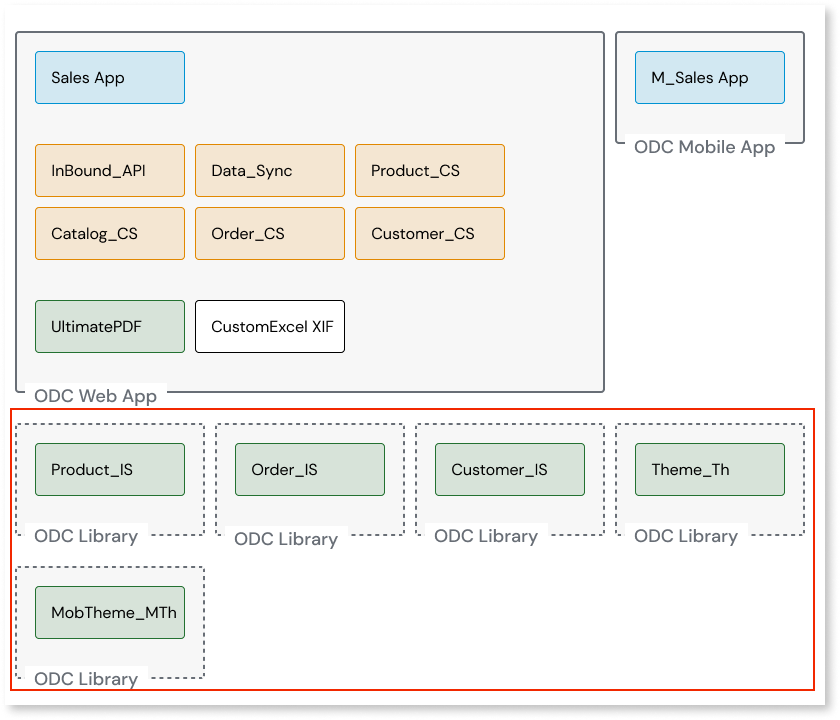 Sales App
M_Sales App
InBound_API
Data_Sync
Product_CS
ODC Mobile App
Catalog_CS
Order_CS
Customer_CS
UltimatePDF
CustomExcel XIF
ODC Web App
Product_IS
Order_IS
Customer_IS
Theme_Th
ODC Library
ODC Library
ODC Library
ODC Library
MobTheme_MTh
ODC Library